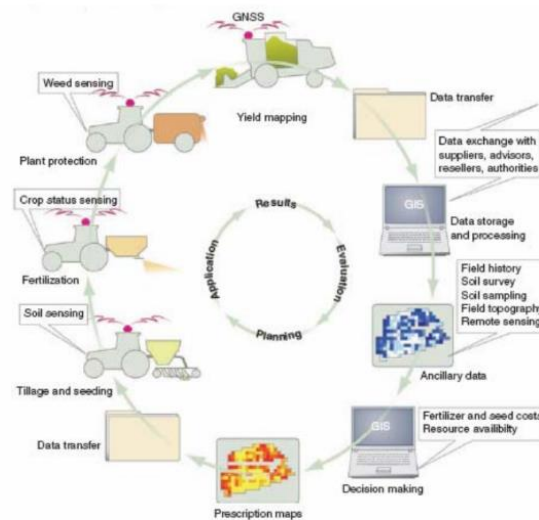 GNSS
Yield mapping
Data transfer
Data exchange with
suppliers, advisors,
resellers, authorities
GIS
Data storage
and processing
Field history
Soil survey
Soil sampling
Field topography
Remote sensing
Ancillary data
Fertilizer and seed costs
Resource availibilty
GIS
Decision making
Prescription maps
Data transfer
Tillage and seeding
Soil sensing
Fertilization
Crop status sensing
Plant protection
Weed sensing
Results
Evaluation
Planning
Application